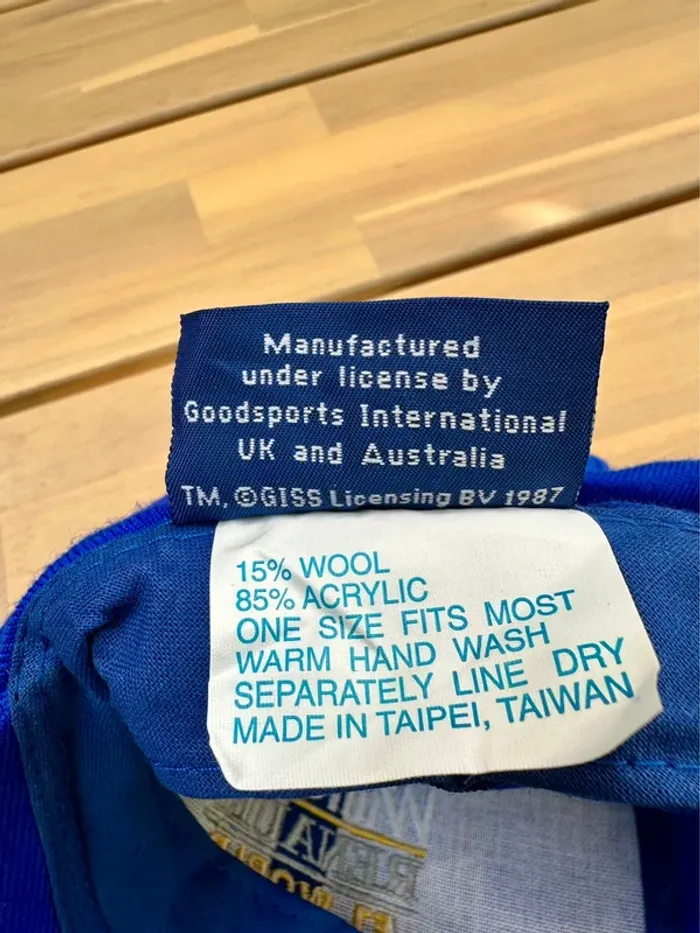 Manufactured
under license by
Goodsports International
UK and Australia
TM, ©GISS Licensing BV 1987
15% WOOL
85% ACRYLIC
ONE SIZE FITS MOST
WARM HAND WASH
SEPARATELY LINE DRY
MADE IN TAIPEI, TAIWAN